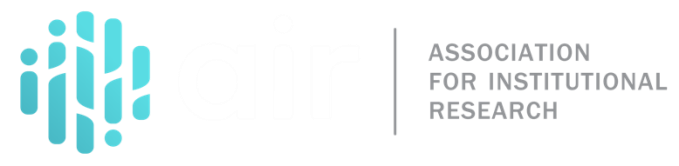 air
ASSOCIATION
FOR INSTITUTIONAL
RESEARCH